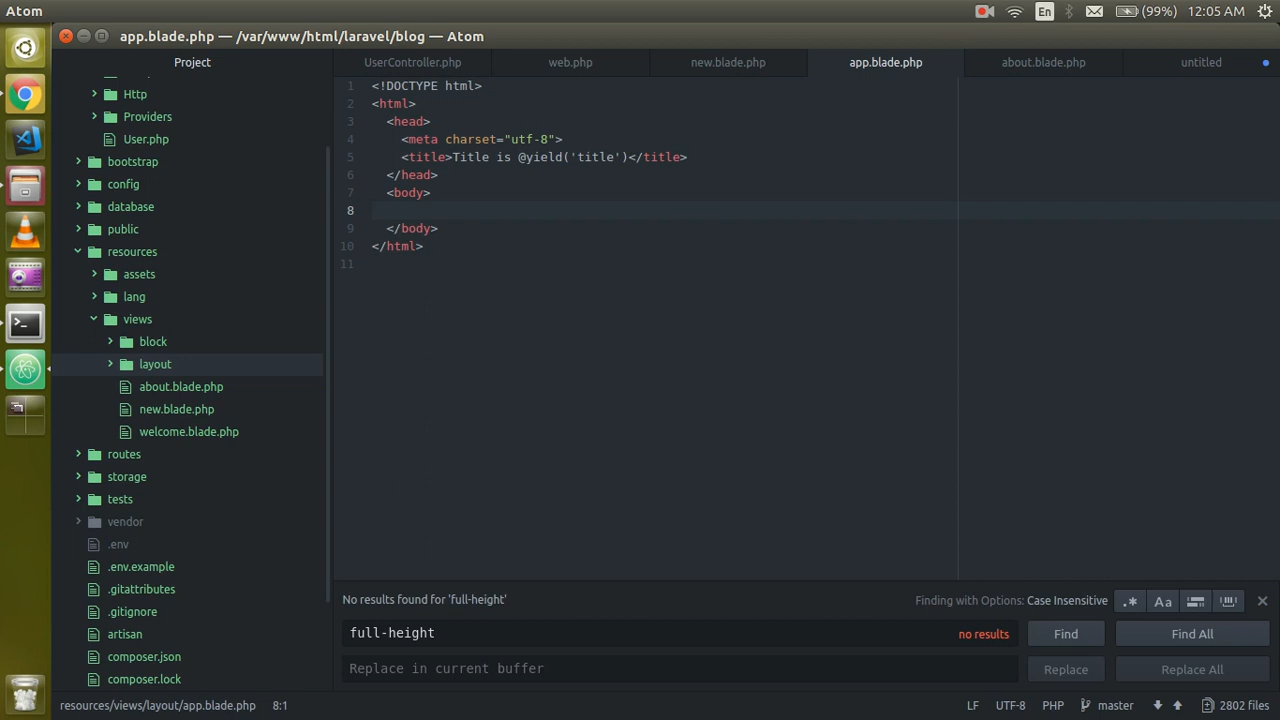 Atom
En
(99%)
12:05 AM
app.blade.php — /var/www/html/laravel/blog — Atom
Project
UserController.php
web.php
new.blade.php
app.blade.php
about.blade.php
untitled
Http
Providers
User.php
bootstrap
config
database
public
resources
assets
lang
views
block
layout
about.blade.php
new.blade.php
welcome.blade.php
routes
storage
tests
vendor
.env
.env.example
.gitattributes
.gitignore
artisan
composer.json
composer.lock
1 <!DOCTYPE html>
2 <html>
3 <head>
4 <meta charset="utf-8">
5 <title>Title is @yield('title')</title>
6 </head>
7 <body>
8
9 </body>
10 </html>
11
No results found for 'full-height'
Finding with Options: Case Insensitive
.*
Aa
full-height
no results
Find
Find All
Replace in current buffer
Replace
Replace All
resources/views/layout/app.blade.php 8:1
LF
UTF-8
PHP
master
2802 files